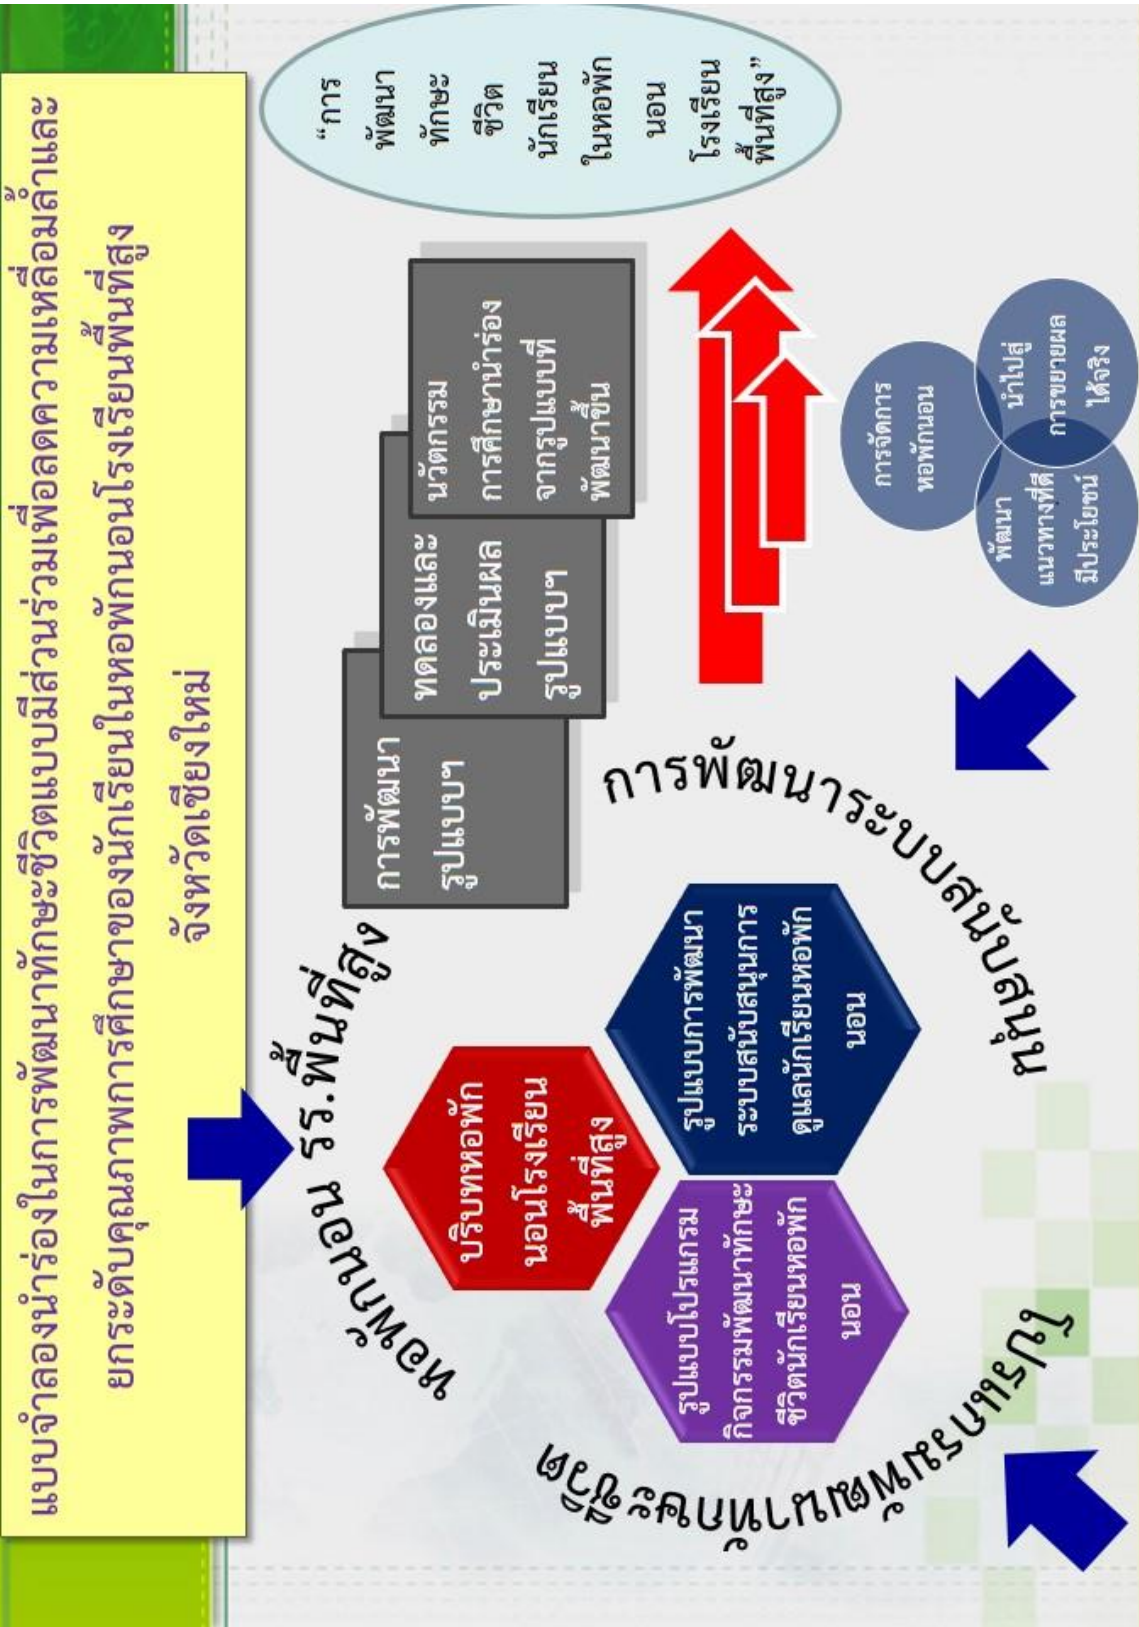 แบบจำลองนำร่องในการพัฒนาทักษะชีวิตแบบมีส่วนร่วมเพื่อลดความเหลื่อมล้ำและ
ยกระดับคุณภาพการศึกษาของนักเรียนในหอพักนอนโรงเรียนพื้นที่สูง
จังหวัดเชียงใหม่
หอพักนอน รร.พื้นที่สูง
บริบทหอพัก
นอนโรงเรียน
พื้นที่สูง
รูปแบบโปรแกรม
กิจกรรมพัฒนาทักษะ
ชีวิตนักเรียนหอพัก
นอน
รูปแบบการพัฒนา
ระบบสนับสนุนการ
ดูแลนักเรียนหอพัก
นอน
โปรแกรมพัฒนาทักษะชีวิต
การพัฒนาระบบสนับสนุน
การพัฒนา
รูปแบบฯ
ทดลองและ
ประเมินผล
รูปแบบฯ
นวัตกรรม
การศึกษานำร่อง
จากรูปแบบที่
พัฒนาขึ้น
“การ
พัฒนา
ทักษะ
ชีวิต
นักเรียน
ในหอพัก
นอน
โรงเรียน
พื้นที่สูง”
การจัดการ
หอพักนอน
พัฒนา
แนวทางที่ดี
มีประโยชน์
นำไปสู่
การขยายผล
ได้จริง